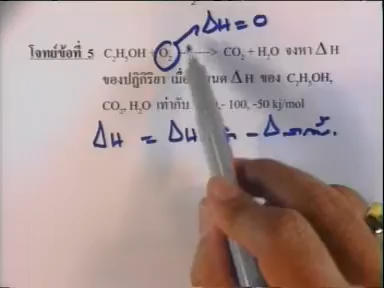 ΔH = 0
โจทย์ข้อที่ 5 C₂H₅OH + O₂ -----> CO₂ + H₂O จงหา Δ H
ของปฏิกิริยา เมื่อ Δ H ของ C₂H₅OH,
CO₂, H₂O เท่ากับ - 100, -50 kj/mol
ΔH = ΔH - Δ